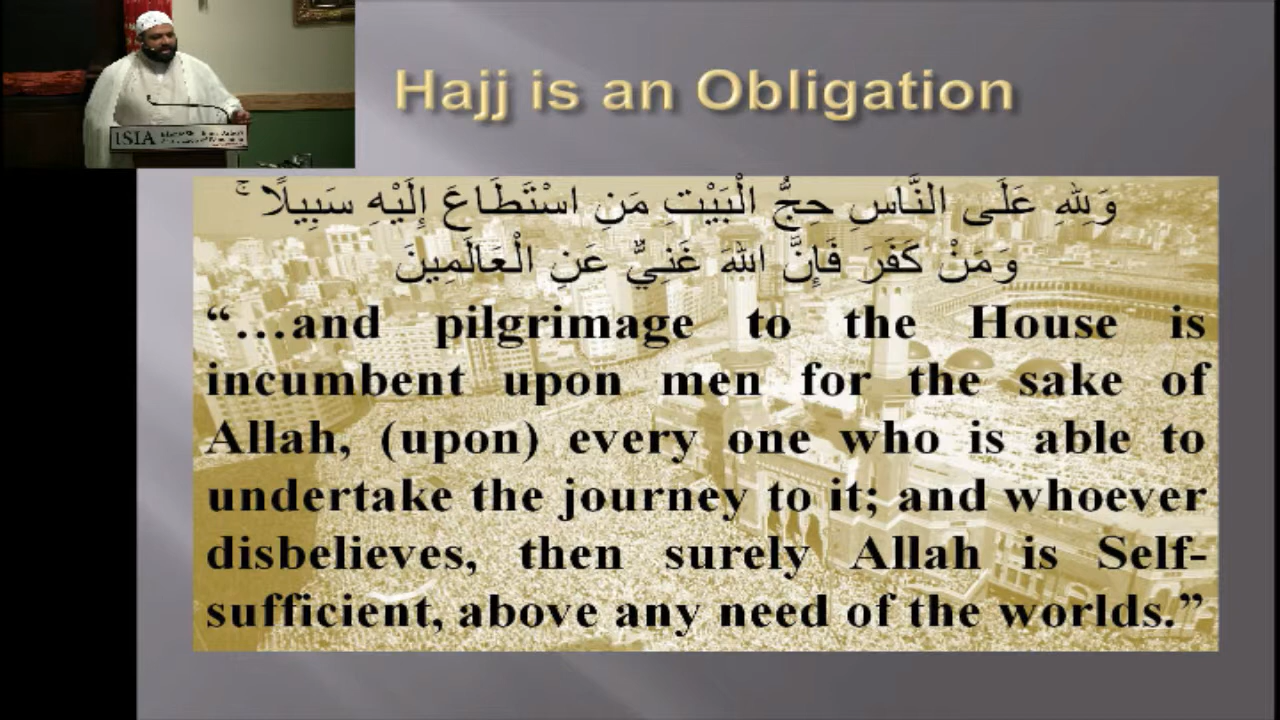 ISIA
Hajj is an Obligation
وَلِلَّهِ عَلَى النَّاسِ حِجُّ الْبَيْتِ مَنِ اسْتَطَاعَ إِلَيْهِ سَبِيلًا ۚ
وَمَنْ كَفَرَ فَإِنَّ اللَّهَ غَنِيٌّ عَنِ الْعَالَمِينَ
“…and pilgrimage to the House is
incumbent upon men for the sake of
Allah, (upon) every one who is able to
undertake the journey to it; and whoever
disbelieves, then surely Allah is Self-
sufficient, above any need of the worlds.”